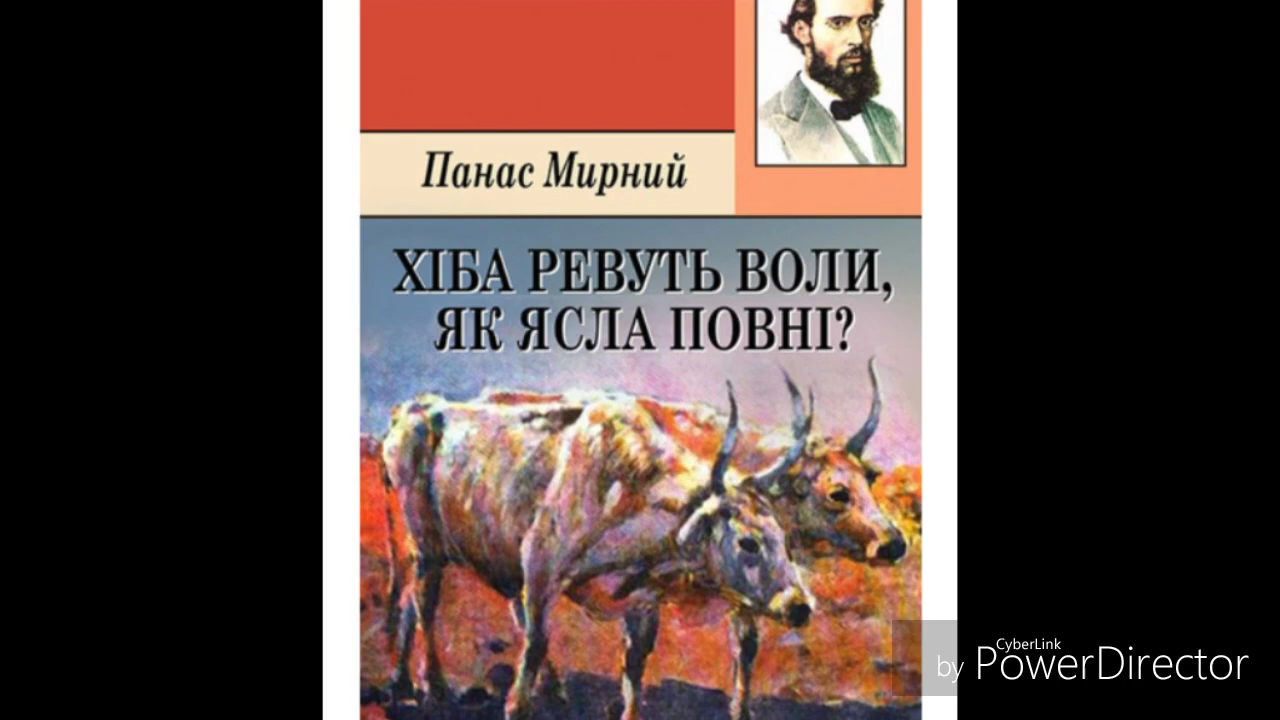 Панас Мирний
ХІБА РЕВУТЬ ВОЛИ,
ЯК ЯСЛА ПОВНІ?
CyberLink
by PowerDirector